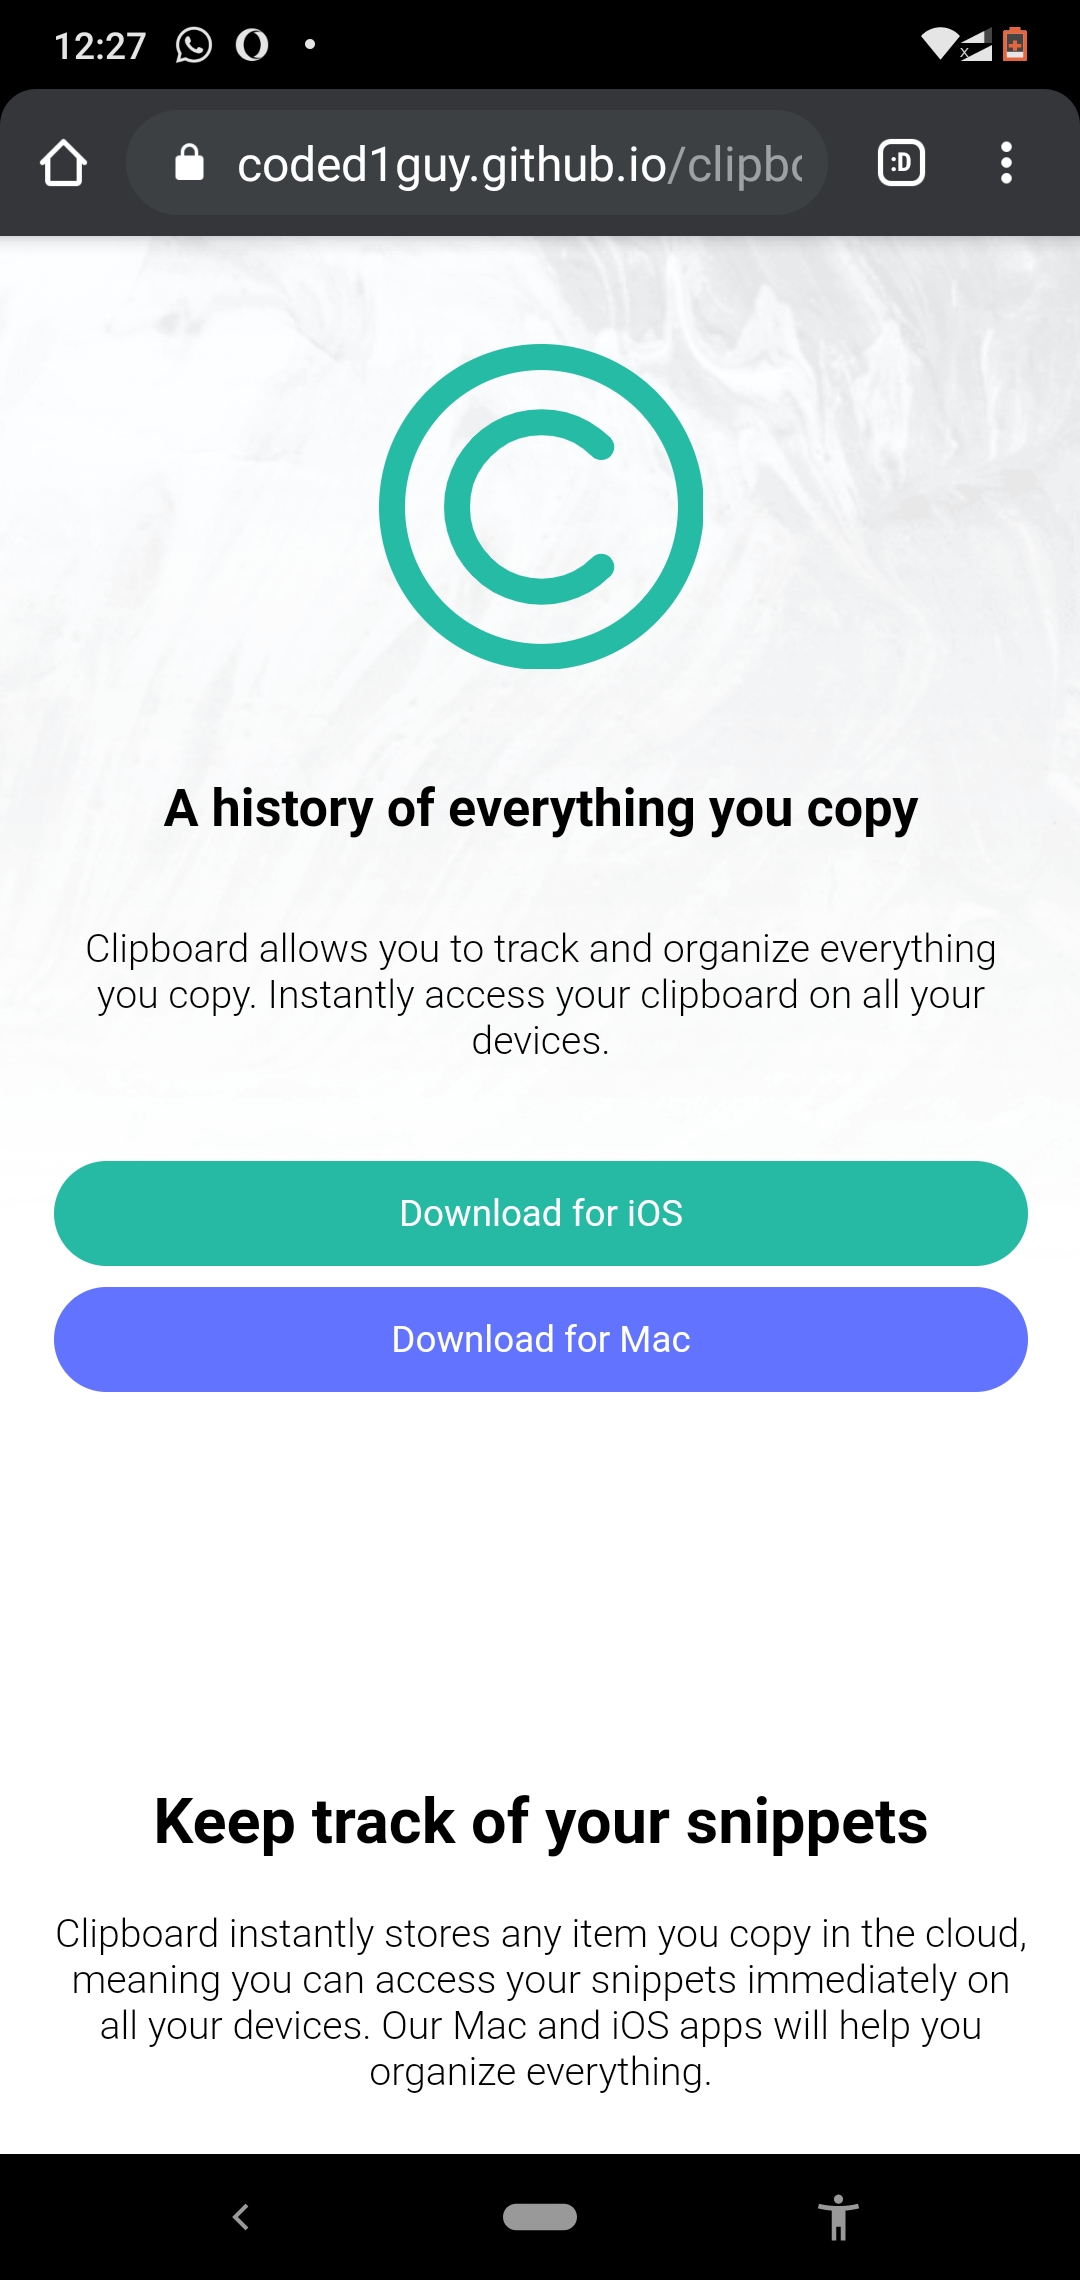 12:27
coded1guy.github.io/clipbo
:D
A history of everything you copy
Clipboard allows you to track and organize everything
you copy. Instantly access your clipboard on all your
devices.
Download for iOS
Download for Mac
Keep track of your snippets
Clipboard instantly stores any item you copy in the cloud,
meaning you can access your snippets immediately on
all your devices. Our Mac and iOS apps will help you
organize everything.